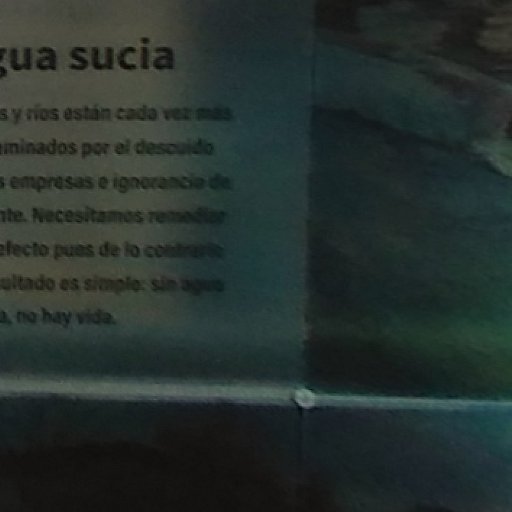 gua sucia
s y ríos están cada vez más
aminados por el descuido
s empresas e ignorancia de
nte. Necesitamos remediar
efecto pues de lo contrario
sultado es simple: sin agua
a, no hay vida.